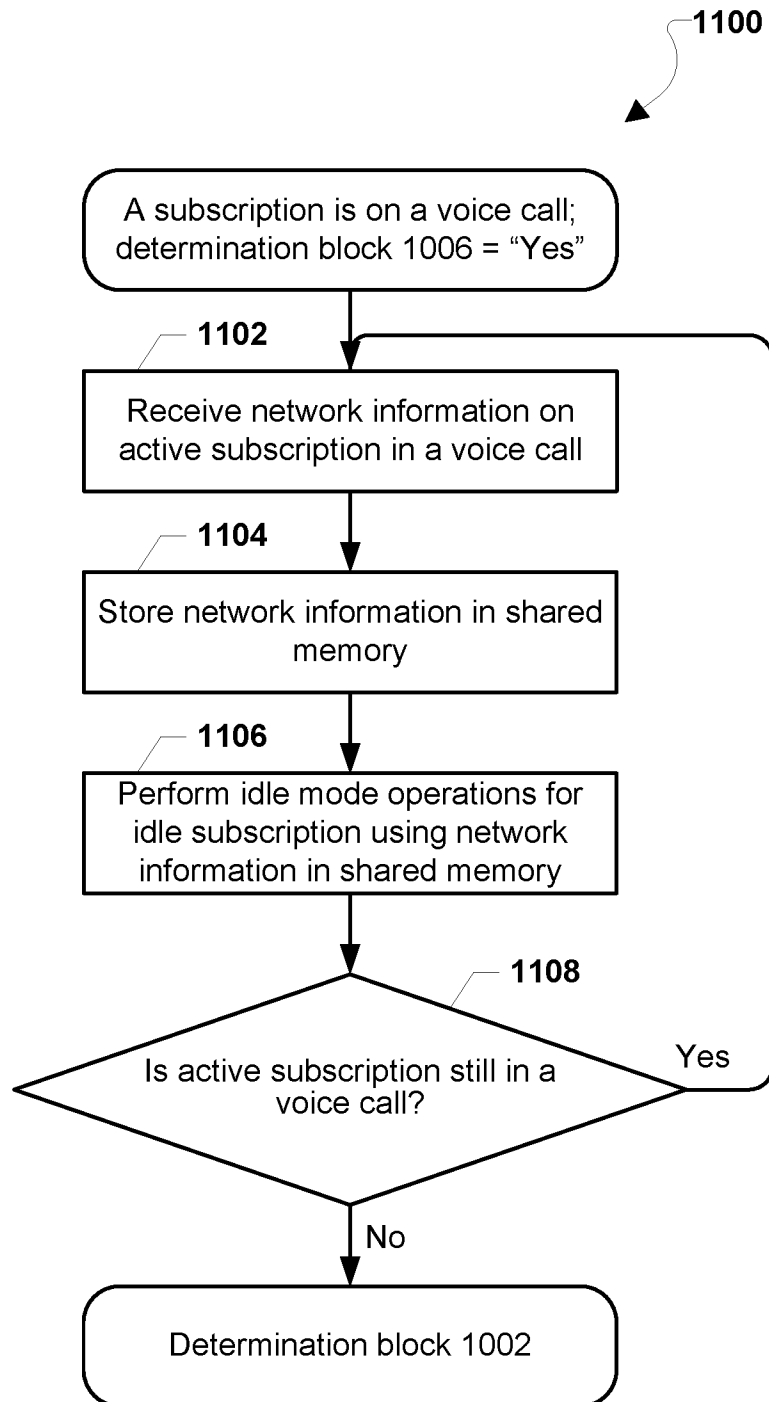 1100
A subscription is on a voice call;
determination block 1006 = “Yes”
1102
Receive network information on
active subscription in a voice call
1104
Store network information in shared
memory
1106
Perform idle mode operations for
idle subscription using network
information in shared memory
1108
Is active subscription still in a
voice call?
Yes
No
Determination block 1002